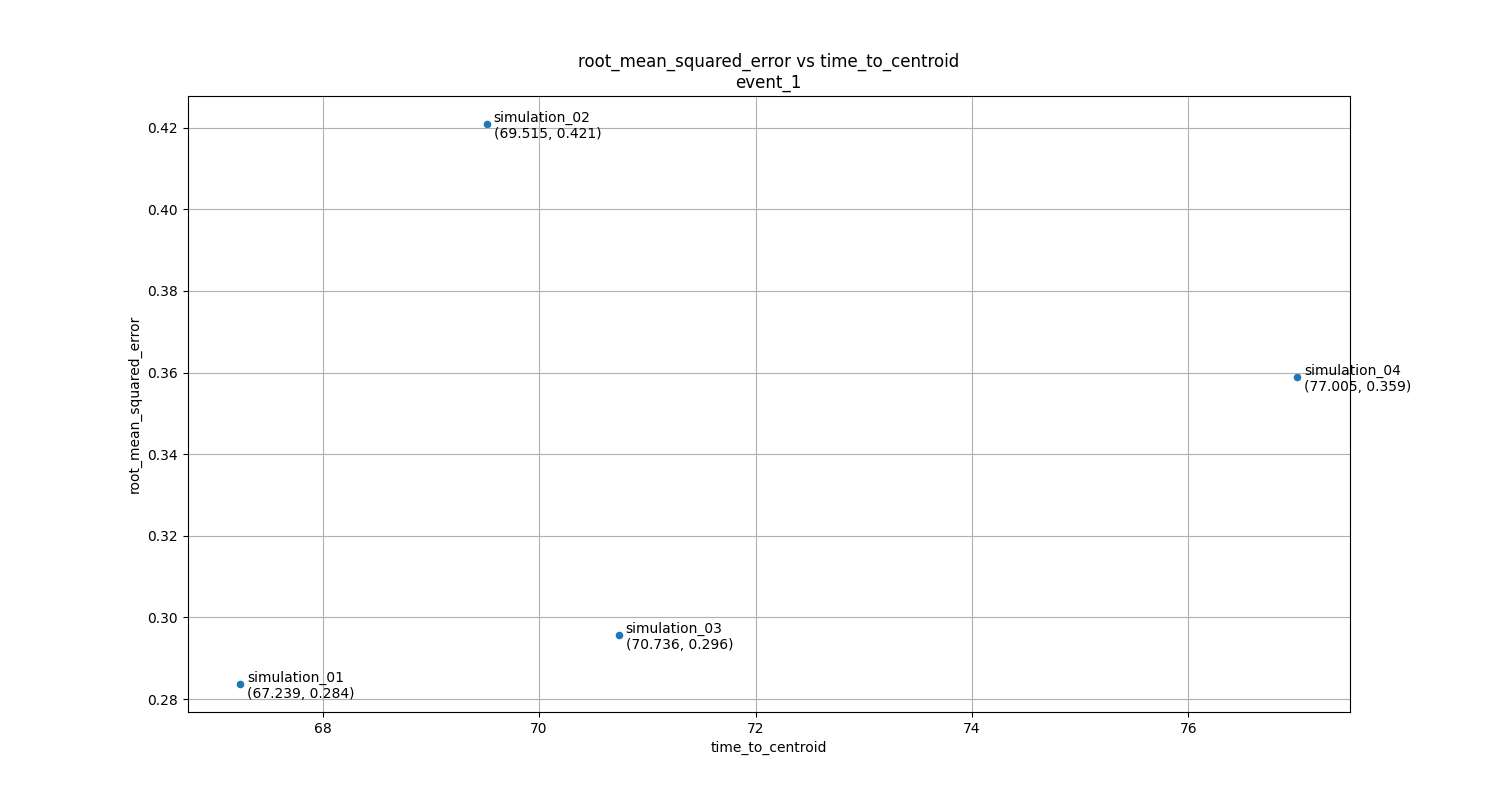 root_mean_squared_error vs time_to_centroid
event_1
root_mean_squared_error
0.42
0.40
0.38
0.36
0.34
0.32
0.30
0.28
simulation_02
(69.515, 0.421)
simulation_04
(77.005, 0.359)
simulation_03
(70.736, 0.296)
simulation_01
(67.239, 0.284)
68
70
72
74
76
time_to_centroid